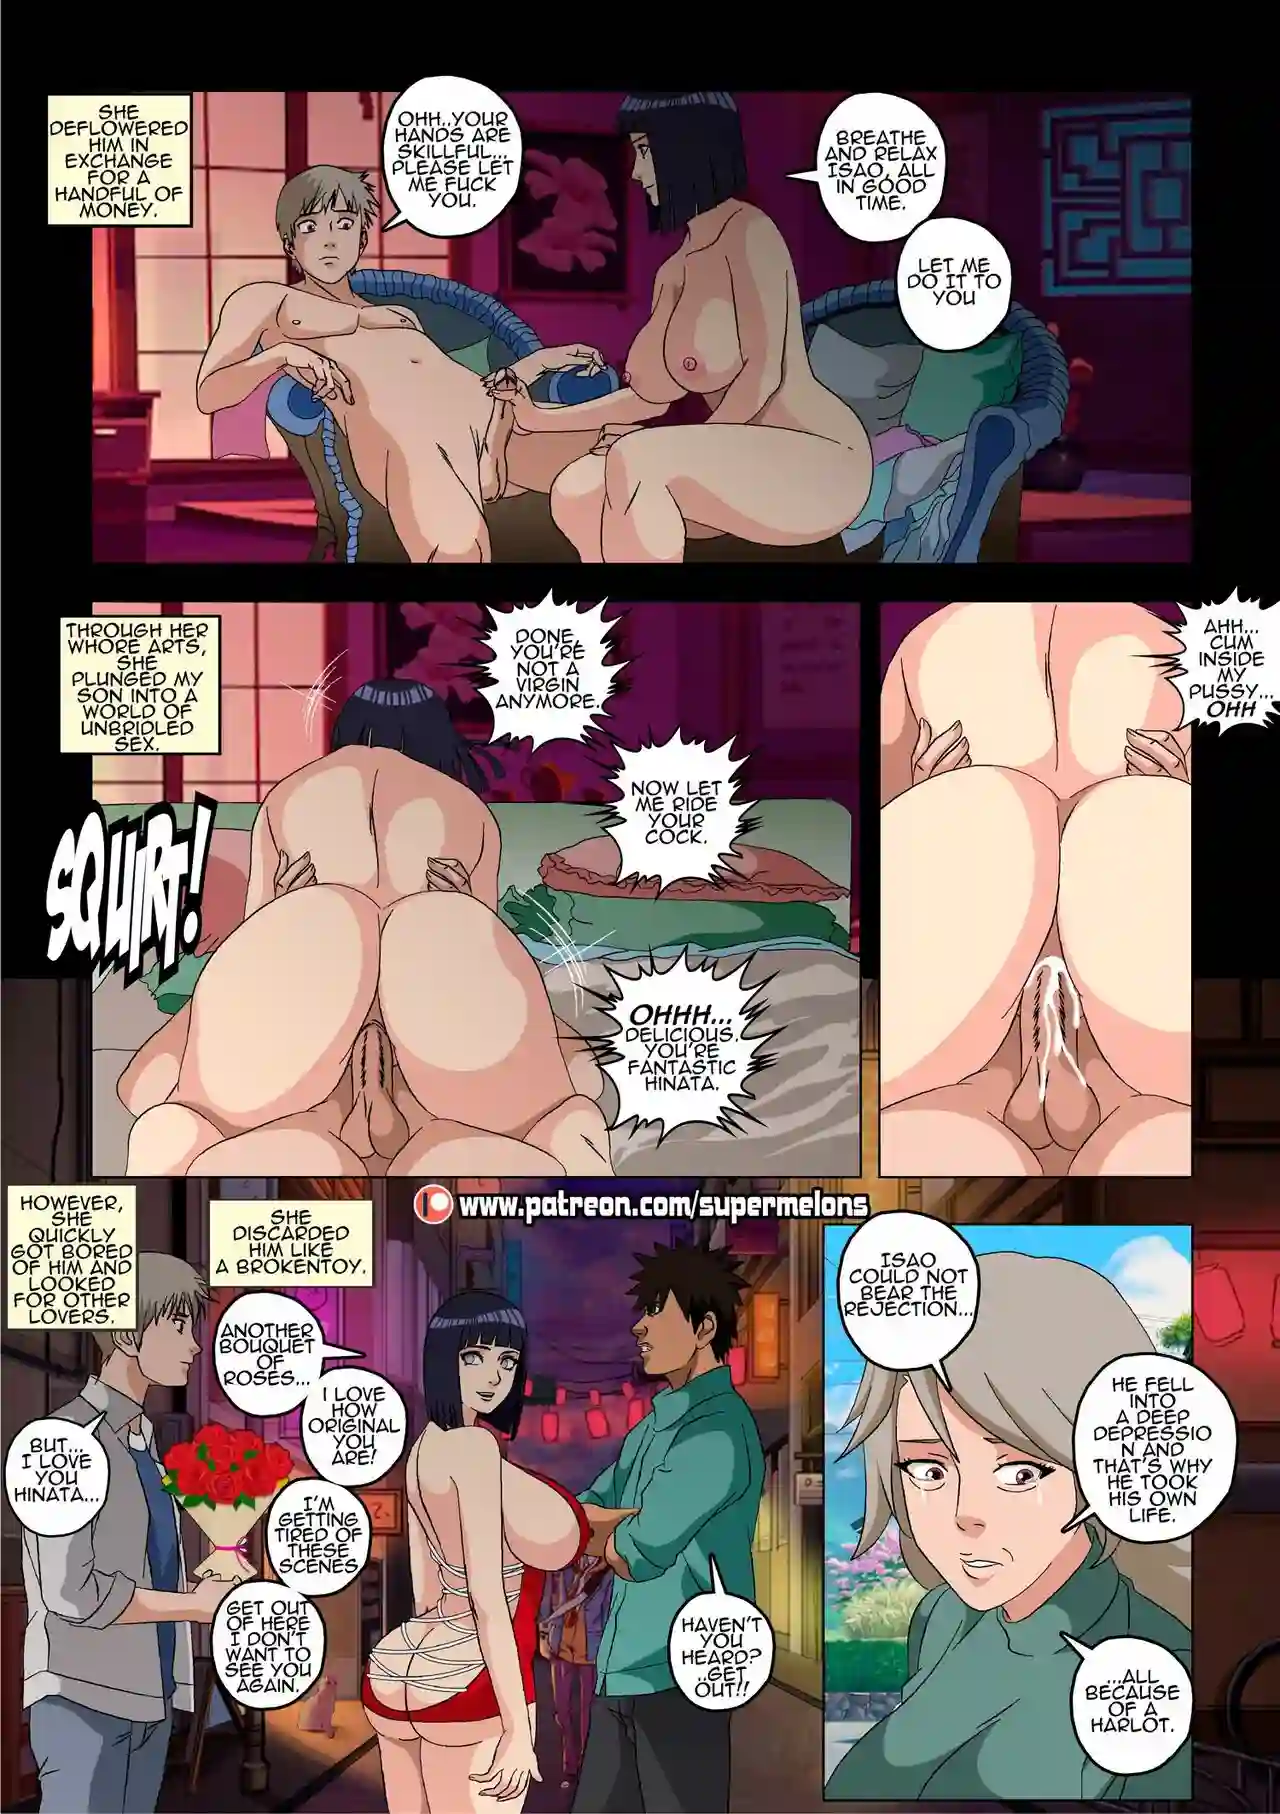 SHE
DEFLOWERED
HIM IN
EXCHANGE
FOR A
HANDFUL OF
MONEY.
OHH..YOUR
HANDS ARE
SKILLFUL...
PLEASE LET
ME FUCK
YOU.
BREATHE
AND RELAX
ISAO, ALL
IN GOOD
TIME.
LET ME
DO IT TO
YOU
THROUGH HER
WHORE ARTS,
SHE
PLUNGED MY
SON INTO A
WORLD OF
UNBRIDLED
SEX.
DONE,
YOU'RE
NOT A
VIRGIN
ANYMORE.
NOW LET
ME RIDE
YOUR
COCK.
SQUIRT!
OHHH...
DELICIOUS.
YOU'RE
FANTASTIC
HINATA.
AHH...
CUM
INSIDE
MY
PUSSY...
OHH
www.patreon.com/supermelons
HOWEVER,
SHE
QUICKLY
GOT BORED
OF HIM AND
LOOKED
FOR OTHER
LOVERS.
SHE
DISCARDED
HIM LIKE
A BROKENTOY.
BUT...
I LOVE
YOU
HINATA...
ANOTHER
BOUQUET
OF
ROSES...
I LOVE
HOW
ORIGINAL
YOU
ARE!
I'M
GETTING
TIRED OF
THESE
SCENES
GET OUT
OF HERE
I DON'T
WANT TO
SEE YOU
AGAIN.
HAVEN'T
YOU
HEARD?
..GET
OUT!!
ISAO
COULD NOT
BEAR THE
REJECTION...
HE FELL
INTO
A DEEP
DEPRESSIO
N AND
THAT'S WHY
HE TOOK
HIS OWN
LIFE.
...ALL
BECAUSE
OF A
HARLOT.